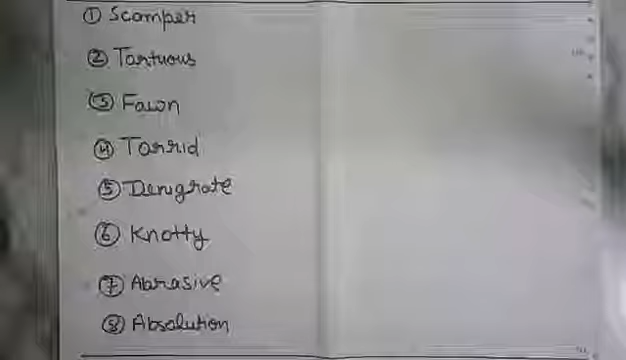 ① Scamper
② Tortuous
③ Fawn
④ Torrid
⑤ Denigrate
⑥ Knotty
⑦ Abrasive
⑧ Absolution